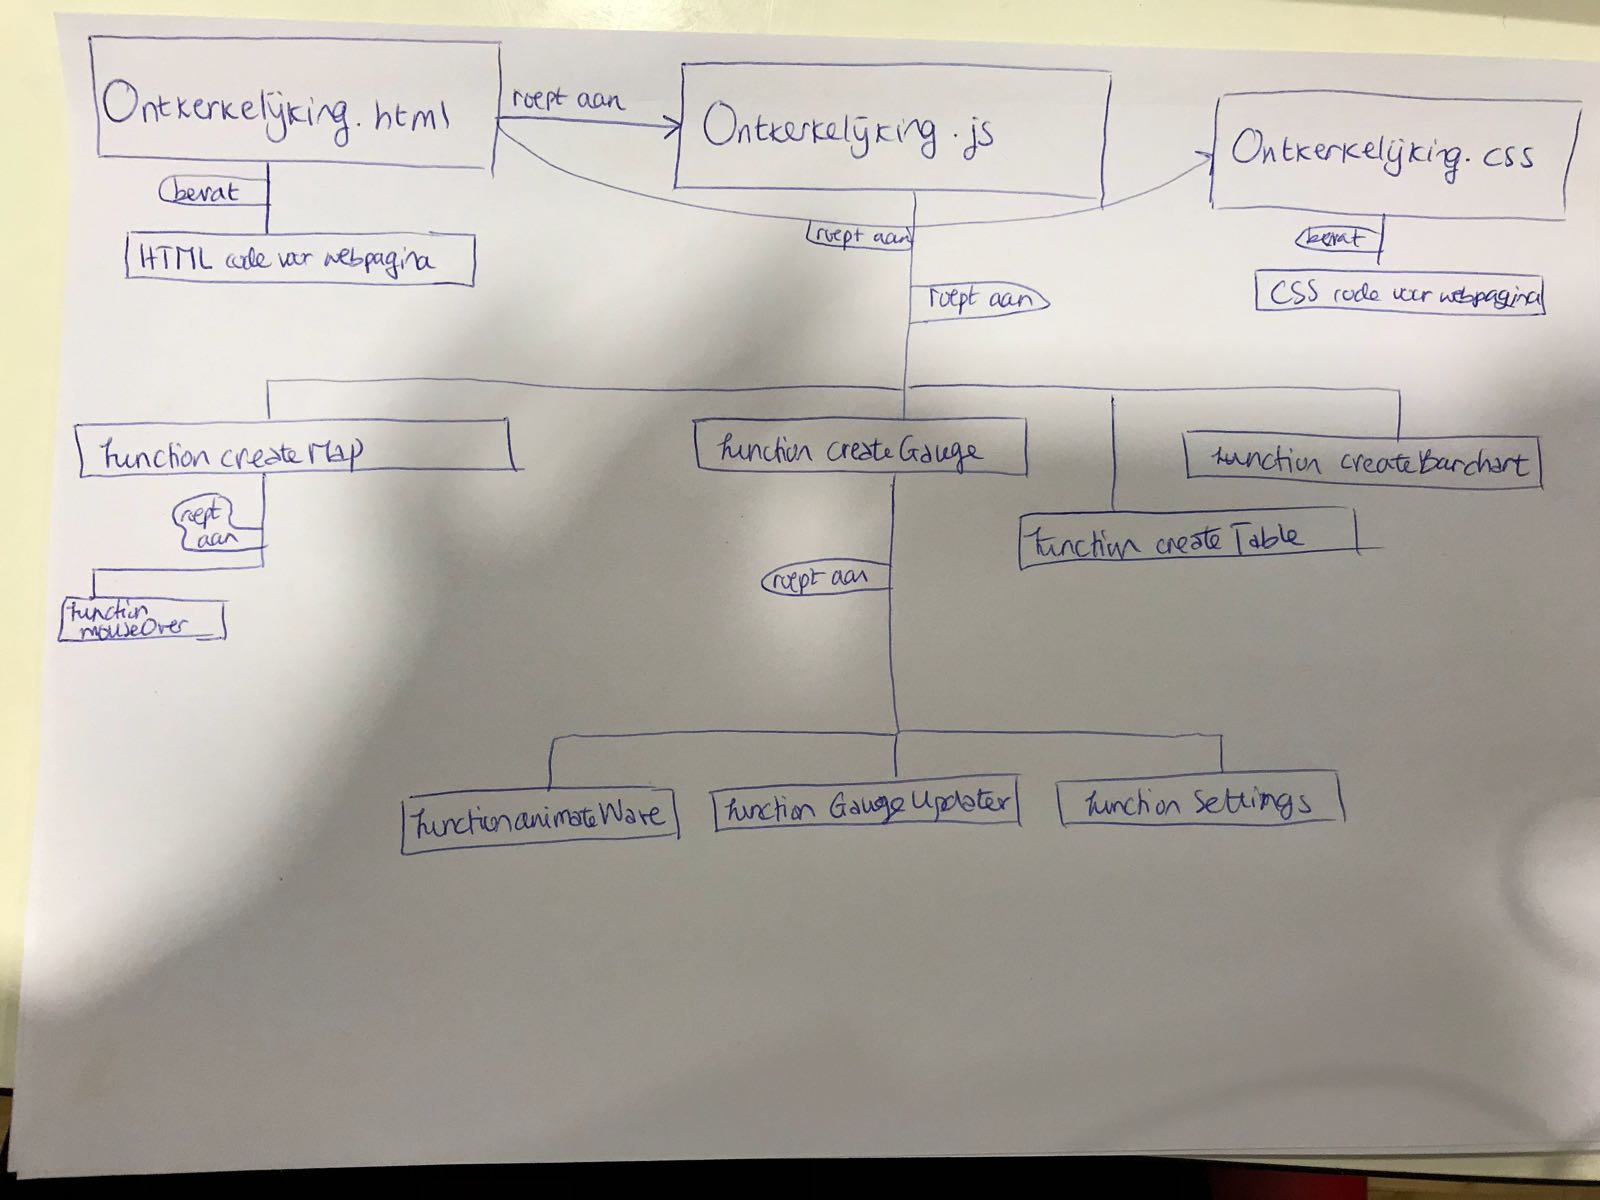 Ontkerkelijking.html
roept aan
Ontkerkelijking.js
Ontkerkelijking.css
bevat
HTML code voor webpagina
roept aan
roept aan
bevat
CSS code voor webpagina
function createMap
function createGauge
function createBarchart
function createTable
roept
aan
function
mouseOver
roept aan
function animateWave
function GaugeUpdater
function Settings